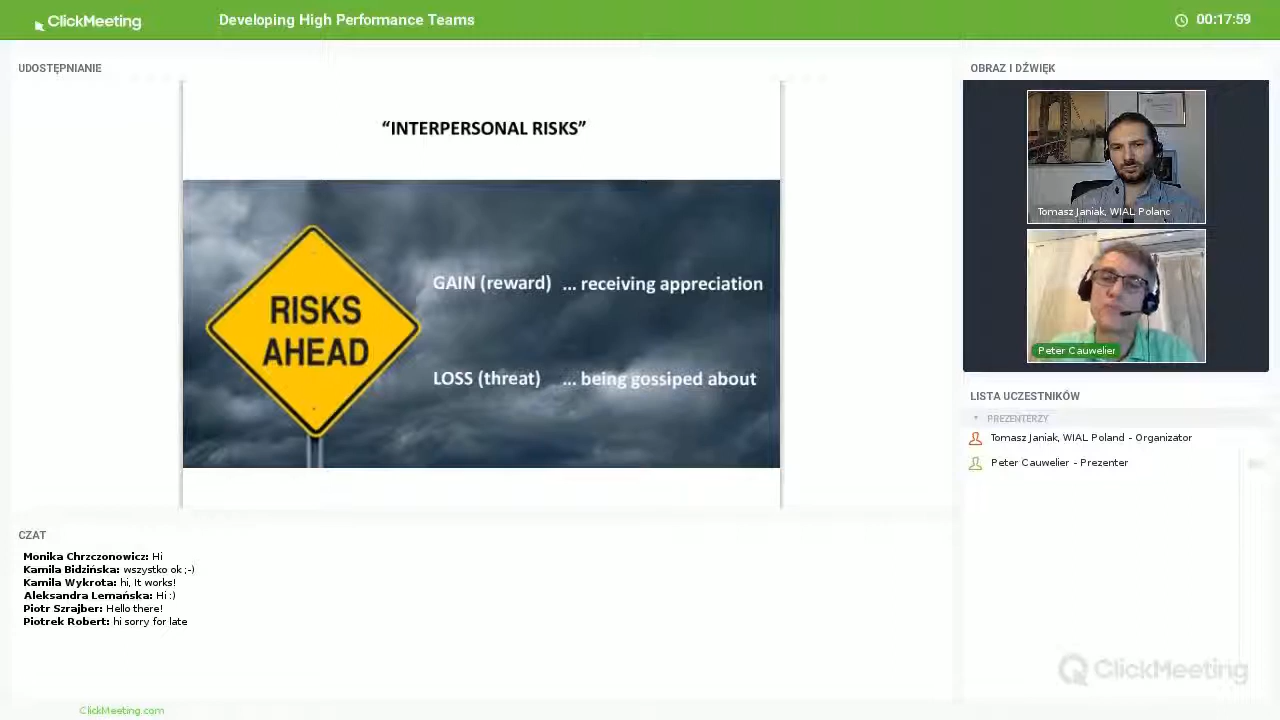 ClickMeeting
Developing High Performance Teams
00:17:59
UDOSTĘPNIANIE
"INTERPERSONAL RISKS"
RISKS
AHEAD
GAIN (reward) ... receiving appreciation
LOSS (threat) ... being gossiped about
OBRAZ I DŹWIĘK
Tomasz Janiak, WIAL Poland
Peter Cauwelier
LISTA UCZESTNIKÓW
PREZENTERZY
Tomasz Janiak, WIAL Poland - Organizator
Peter Cauwelier - Prezenter
CZAT
Monika Chrzczonowicz: Hi
Kamila Bidzińska: wszystko ok ;-)
Kamila Wykrota: hi, It works!
Aleksandra Lemańska: Hi :)
Piotr Szrajber: Hello there!
Piotrek Robert: hi sorry for late
ClickMeeting
ClickMeeting.com